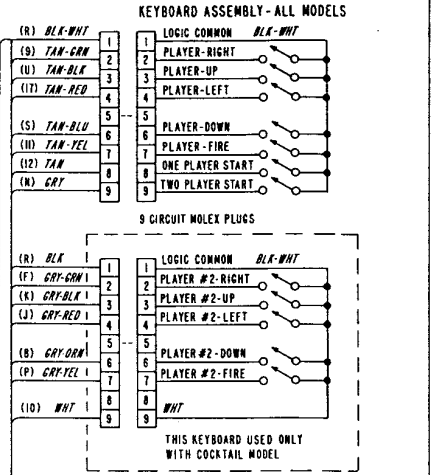 KEYBOARD ASSEMBLY-ALL MODELS
(R) BLK-WHT 1 1 LOGIC COMMON BLK-WHT
(9) TAN-GRN 2 2 PLAYER-RIGHT
(U) TAN-BLK 3 3 PLAYER-UP
(17) TAN-RED 4 4 PLAYER-LEFT
5 5
(S) TAN-BLU 6 6 PLAYER-DOWN
(11) TAN-YEL 7 7 PLAYER-FIRE
(12) TAN 8 8 ONE PLAYER START
(N) GRY 9 9 TWO PLAYER START
9 CIRCUIT MOLEX PLUGS
(R) BLK 1 1 LOGIC COMMON BLK-WHT
(F) GRY-GRN 2 2 PLAYER #2-RIGHT
(K) GRY-BLK 3 3 PLAYER #2-UP
(J) GRY-RED 4 4 PLAYER #2-LEFT
5 5
(8) GRY-ORN 6 6 PLAYER #2-DOWN
(P) GRY-YEL 7 7 PLAYER #2-FIRE
8 8
(10) WHT 9 9 WHT
THIS KEYBOARD USED ONLY
WITH COCKTAIL MODEL